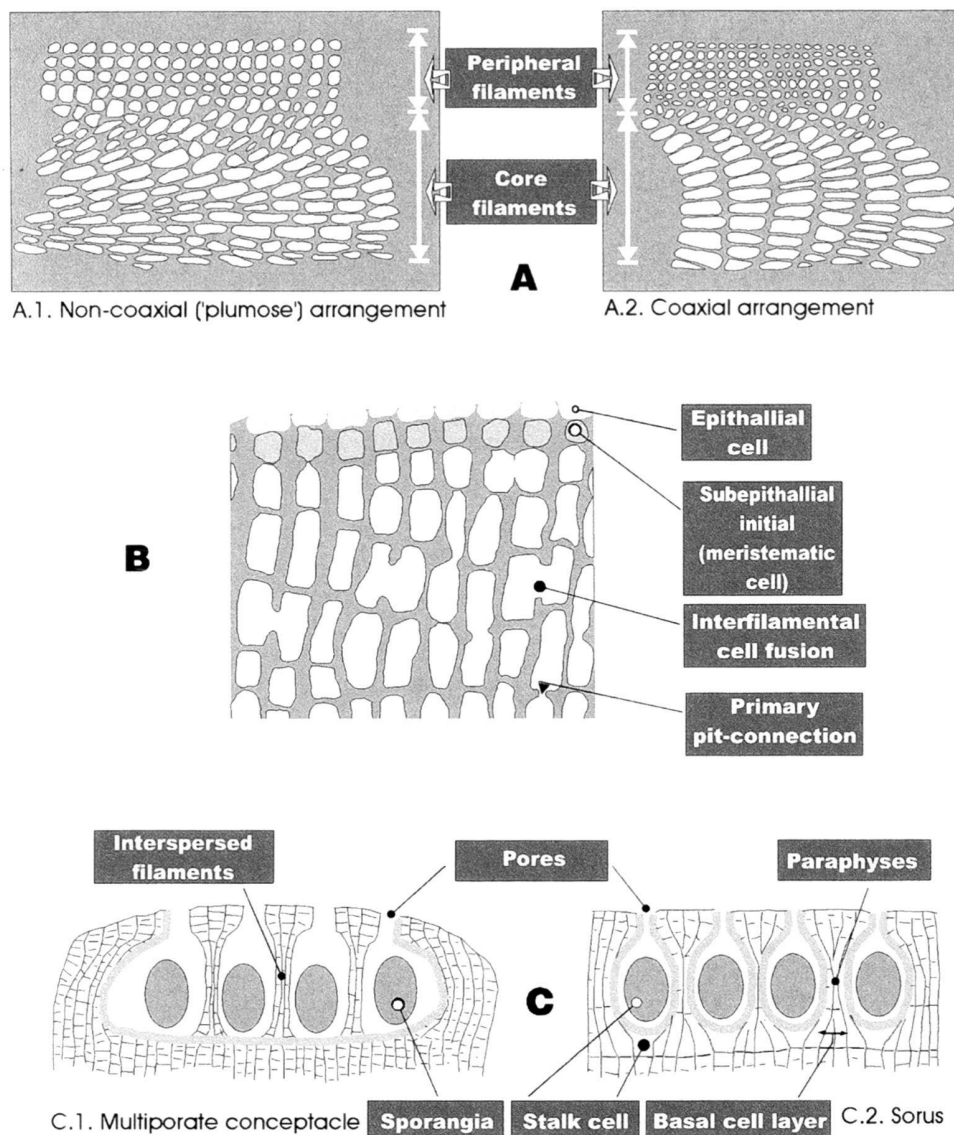 Peripheral
filaments
Core
filaments
A
A.1. Non-coaxial ('plumose') arrangement
A.2. Coaxial arrangement
B
Epithallial
cell
Subepithallial
initial
(meristematic
cell)
Interfilamental
cell fusion
Primary
pit-connection
Interspersed
filaments
Pores
Paraphyses
C
C.1. Multiporate conceptacle
Sporangia
Stalk cell
Basal cell layer
C.2. Sorus